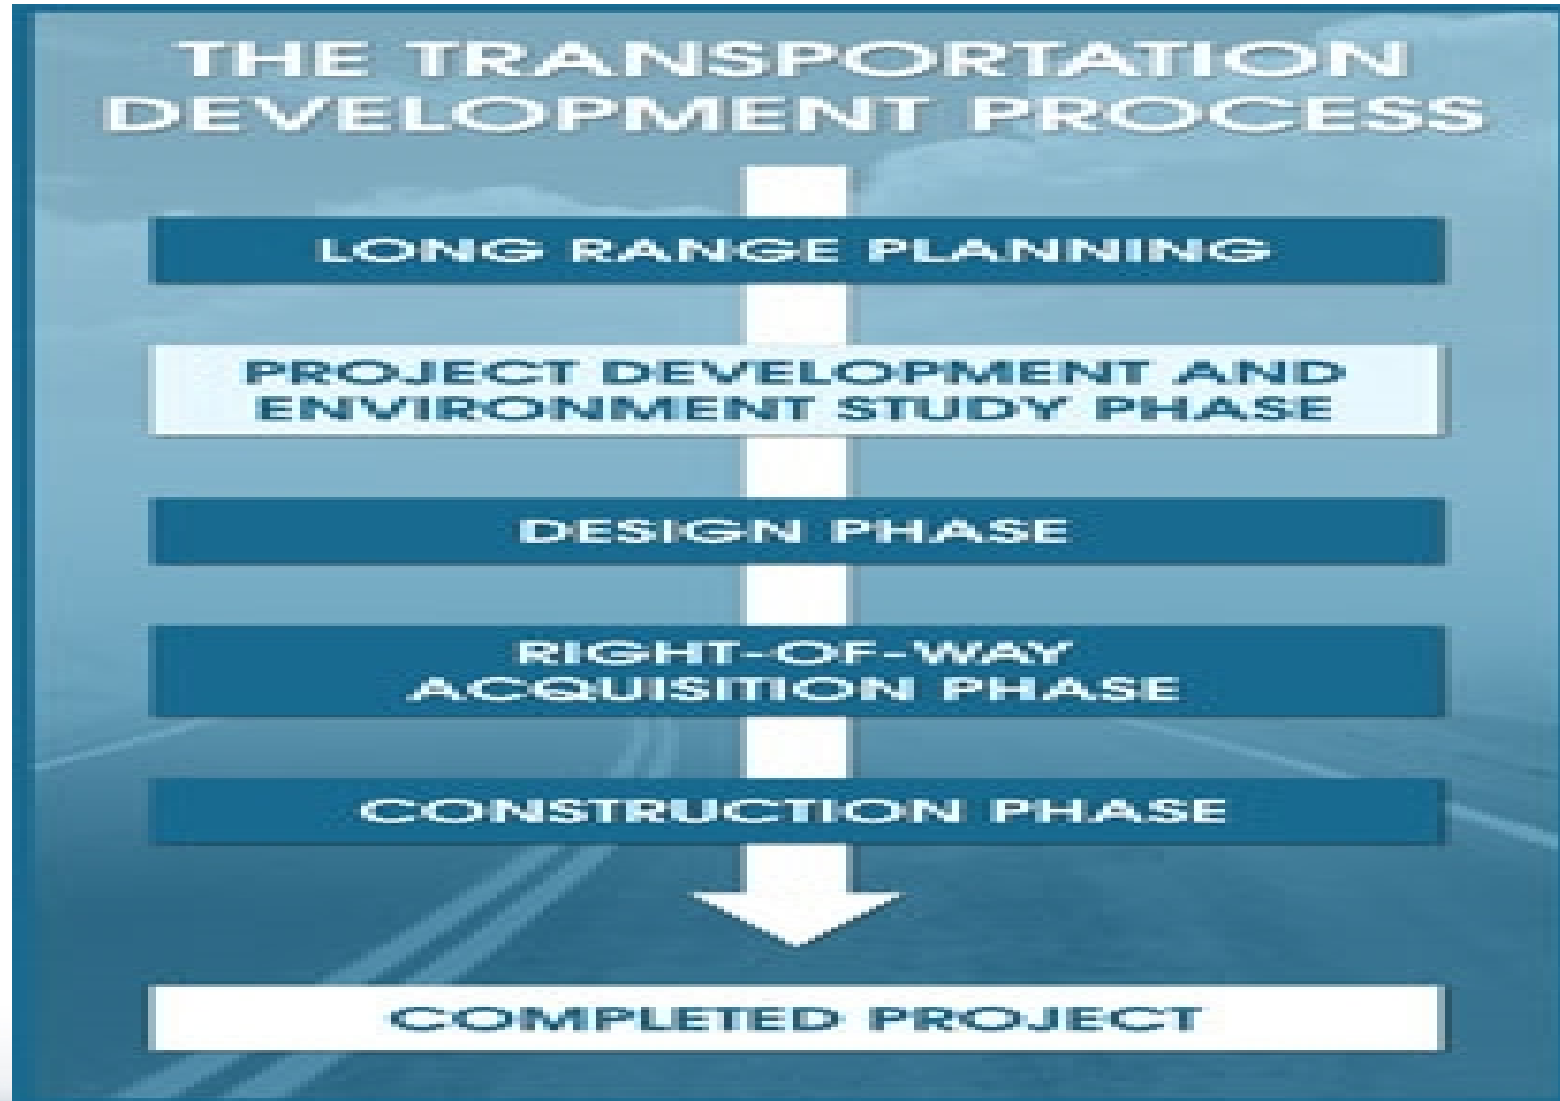 THE TRANSPORTATION
DEVELOPMENT PROCESS
LONG RANGE PLANNING
PROJECT DEVELOPMENT AND
ENVIRONMENT STUDY PHASE
DESIGN PHASE
RIGHT-OF-WAY
ACQUISITION PHASE
CONSTRUCTION PHASE
COMPLETED PROJECT